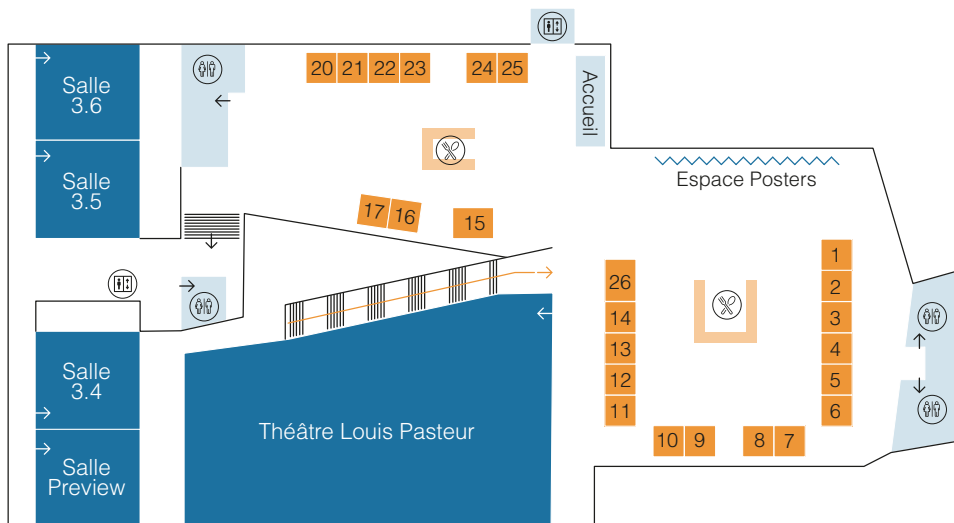 Salle
3.6
20 21 22 23
24 25
Accueil
Salle
3.5
Espace Posters
17 16
15
1
26
2
14
3
13
4
12
5
11
6
Salle
3.4
Théâtre Louis Pasteur
10 9
8 7
Salle
Preview